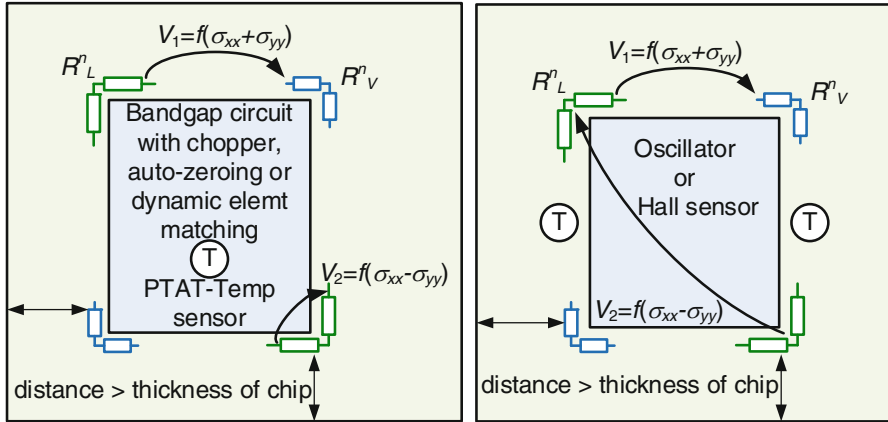 V₁=f(σxx+σyy)
RⁿL
RⁿV
Bandgap circuit
with chopper,
auto-zeroing or
dynamic elemt
matching
T
V₂=f(σxx-σyy)
PTAT-Temp
sensor
distance > thickness of chip
V₁=f(σxx+σyy)
RⁿL
RⁿV
Oscillator
or
Hall sensor
T
T
V₂=f(σxx-σyy)
distance > thickness of chip